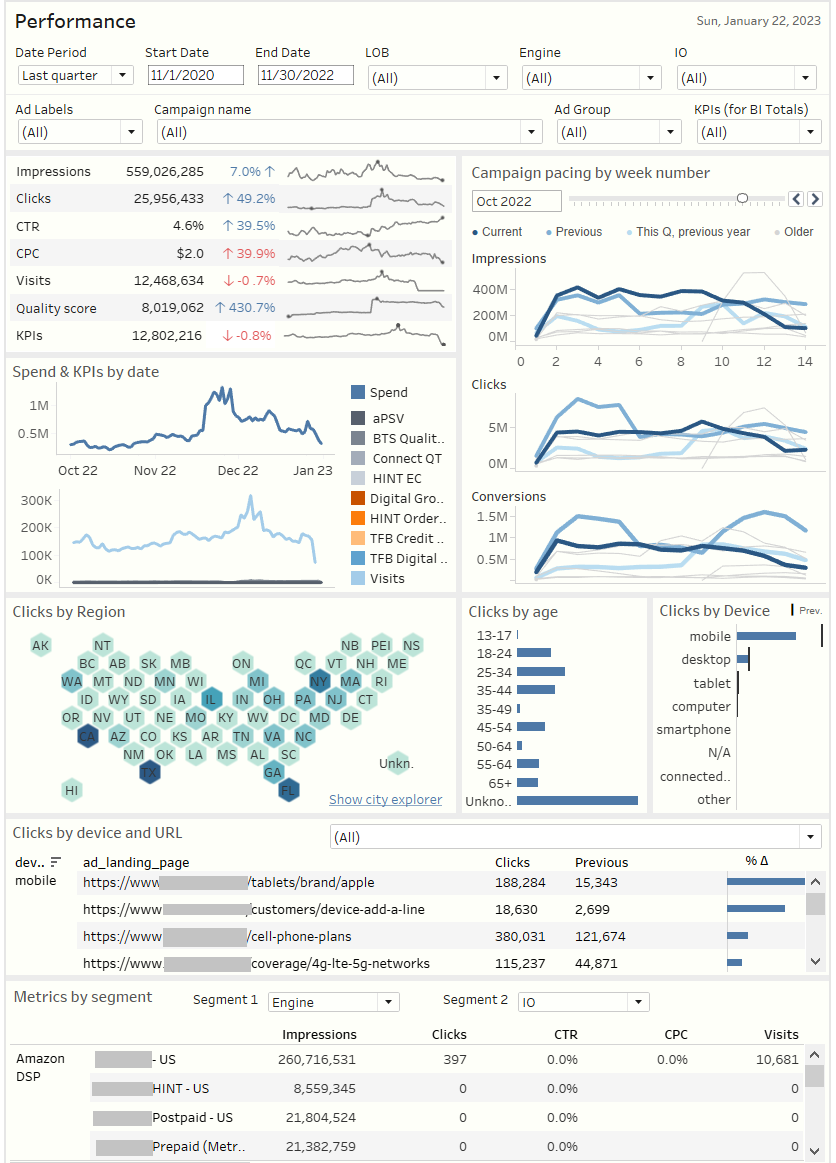 Performance
Sun, January 22, 2023
Date Period Start Date End Date LOB Engine IO
Last quarter 11/1/2020 11/30/2022 (All) (All) (All)
Ad Labels Campaign name Ad Group KPIs (for BI Totals)
(All) (All) (All) (All)
Impressions 559,026,285 7.0% ↑
Clicks 25,956,433 ↑ 49.2%
CTR 4.6% ↑ 39.5%
CPC $2.0 ↑ 39.9%
Visits 12,468,634 ↓ -0.7%
Quality score 8,019,062 ↑ 430.7%
KPIs 12,802,216 ↓ -0.8%
Campaign pacing by week number
Oct 2022
Current Previous This Q, previous year Older
Impressions
400M
200M
0M
0 2 4 6 8 10 12 14
Clicks
5M
0M
Conversions
1.5M
1.0M
0.5M
Spend & KPIs by date
1M
0.5M
Oct 22 Nov 22 Dec 22 Jan 23
300K
200K
100K
0K
Spend
aPSV
BTS Qualit..
Connect QT
HINT EC
Digital Gro..
HINT Order..
TFB Credit ..
TFB Digital ..
Visits
Clicks by Region
AK NT NB PEI NS
BC AB SK MB ON QC VT NH ME
WA MT ND MN WI MI NY MA RI
ID WY SD IA IL IN OH PA NJ CT
OR NV UT NE MO KY WV DC MD DE
CA AZ CO KS AR TN VA NC
NM OK LA MS AL SC
Unkn.
TX GA
HI FL
Show city explorer
Clicks by age
13-17
18-24
25-34
35-44
35-49
45-54
50-64
55-64
65+
Unkno..
Clicks by Device Prev.
mobile
desktop
tablet
computer
smartphone
N/A
connected..
other
Clicks by device and URL (All)
dev.. ad_landing_page Clicks Previous % Δ
mobile https://www /tablets/brand/apple 188,284 15,343
https://www /customers/device-add-a-line 18,630 2,699
https://www /cell-phone-plans 380,031 121,674
https://www. coverage/4g-lte-5g-networks 115,237 44,871
Metrics by segment Segment 1 Engine Segment 2 IO
Impressions Clicks CTR CPC Visits
Amazon DSP - US 260,716,531 397 0.0% 0.0% 10,681
HINT - US 8,559,345 0 0.0% 0
Postpaid - US 21,804,524 0 0.0% 0
Prepaid (Metr.. 21,382,759 0 0.0% 0